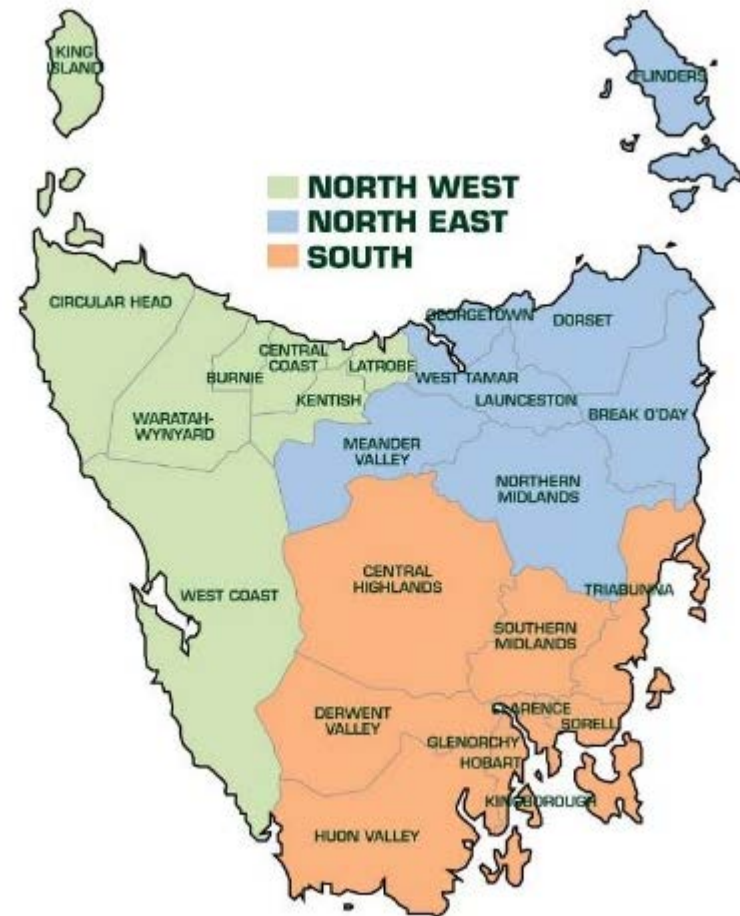 KING
ISLAND
FLINDERS
NORTH WEST
NORTH EAST
SOUTH
CIRCULAR HEAD
GEORGETOWN
DORSET
CENTRAL
COAST
BURNIE
LATROBE
WEST TAMAR
KENTISH
LAUNCESTON
BREAK O'DAY
WARATAH-
WYNYARD
MEANDER
VALLEY
NORTHERN
MIDLANDS
CENTRAL
HIGHLANDS
TRIABUNNA
WEST COAST
SOUTHERN
MIDLANDS
DERWENT
VALLEY
CLARENCE
SORELL
GLENORCHY
HOBART
KINGBOROUGH
HUON VALLEY